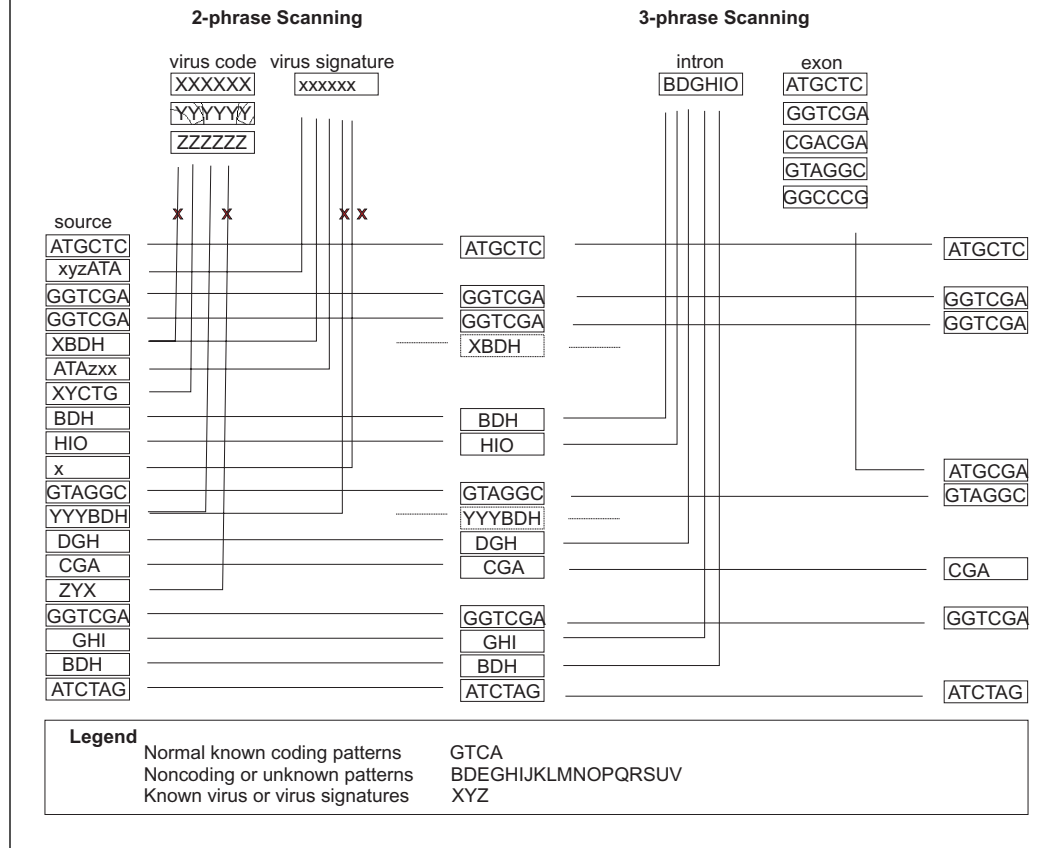 2-phrase Scanning
3-phrase Scanning
virus code
virus signature
XXXXXX
xxxxxx
YYYYYY
ZZZZZZ
intron
exon
BDGHIO
ATGCTC
GGTCGA
CGACGA
GTAGGC
GGCCCG
X X X X
source
ATGCTC
xyzATA
GGTCGA
GGTCGA
XBDH
ATAzxx
XYCTG
BDH
HIO
x
GTAGGC
YYYBDH
DGH
CGA
ZYX
GGTCGA
GHI
BDH
ATCTAG
ATGCTC
GGTCGA
GGTCGA
XBDH
BDH
HIO
GTAGGC
YYYBDH
DGH
CGA
GGTCGA
GHI
BDH
ATCTAG
ATGCTC
GGTCGA
GGTCGA
ATGCGA
GTAGGC
CGA
GGTCGA
ATCTAG
Legend
Normal known coding patterns GTCA
Noncoding or unknown patterns BDEGHIJKLMNOPQRSUV
Known virus or virus signatures XYZ